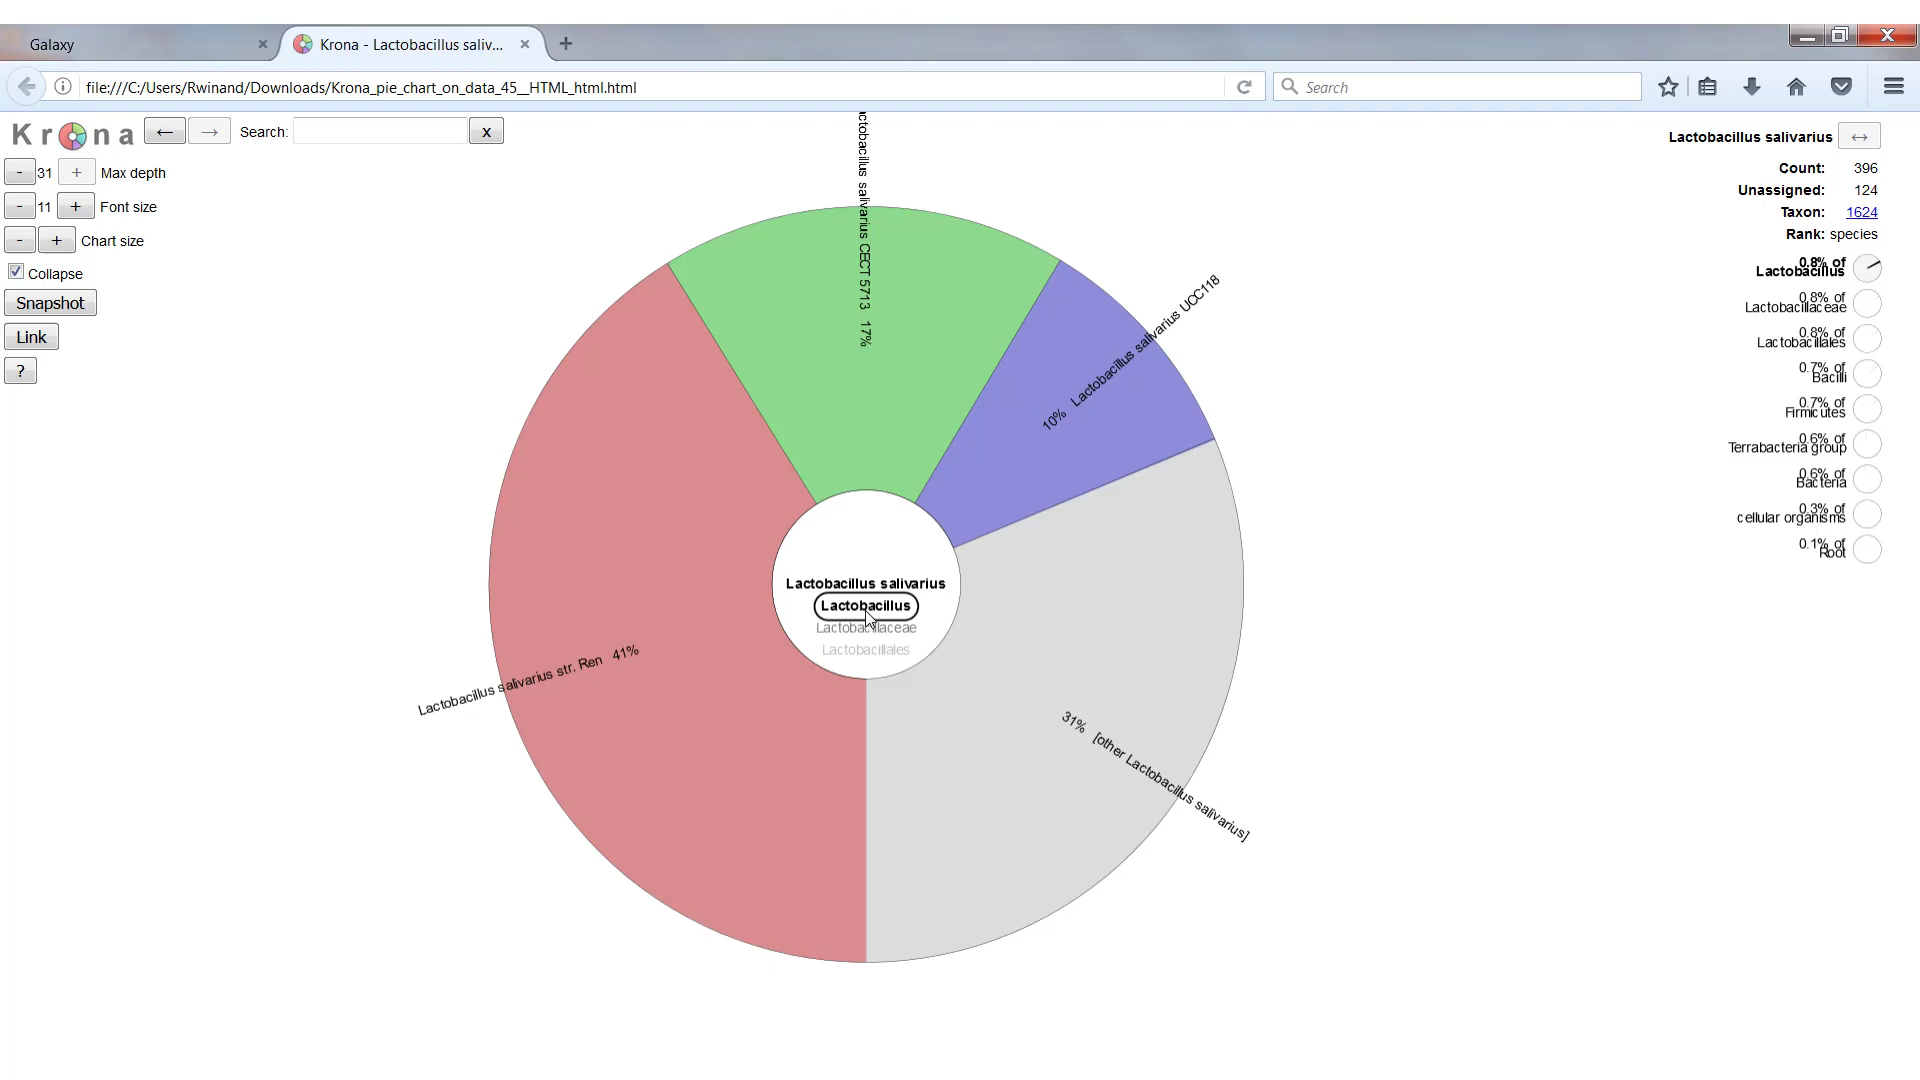 Galaxy
Krona - Lactobacillus saliv...
file:///C:/Users/Rwinand/Downloads/Krona_pie_chart_on_data_45__HTML_html.html
Search
Krona
←
→
Search:
x
- 31 + Max depth
- 11 + Font size
- + Chart size
Collapse
Snapshot
Link
?
actobacillus salivarius CECT 5713 17%
10% Lactobacillus salivarius UCC118
Lactobacillus salivarius str. Ren 41%
31% [other Lactobacillus salivarius]
Lactobacillus salivarius
Lactobacillus
Lactobacillaceae
Lactobacillales
Lactobacillus salivarius
Count: 396
Unassigned: 124
Taxon: 1624
Rank: species
0.8% of
Lactobacillus
0.8% of
Lactobacillaceae
0.8% of
Lactobacillales
0.7% of
Bacilli
0.7% of
Firmicutes
0.6% of
Terrabacteria group
0.6% of
Bacteria
0.3% of
cellular organisms
0.1% of
Root